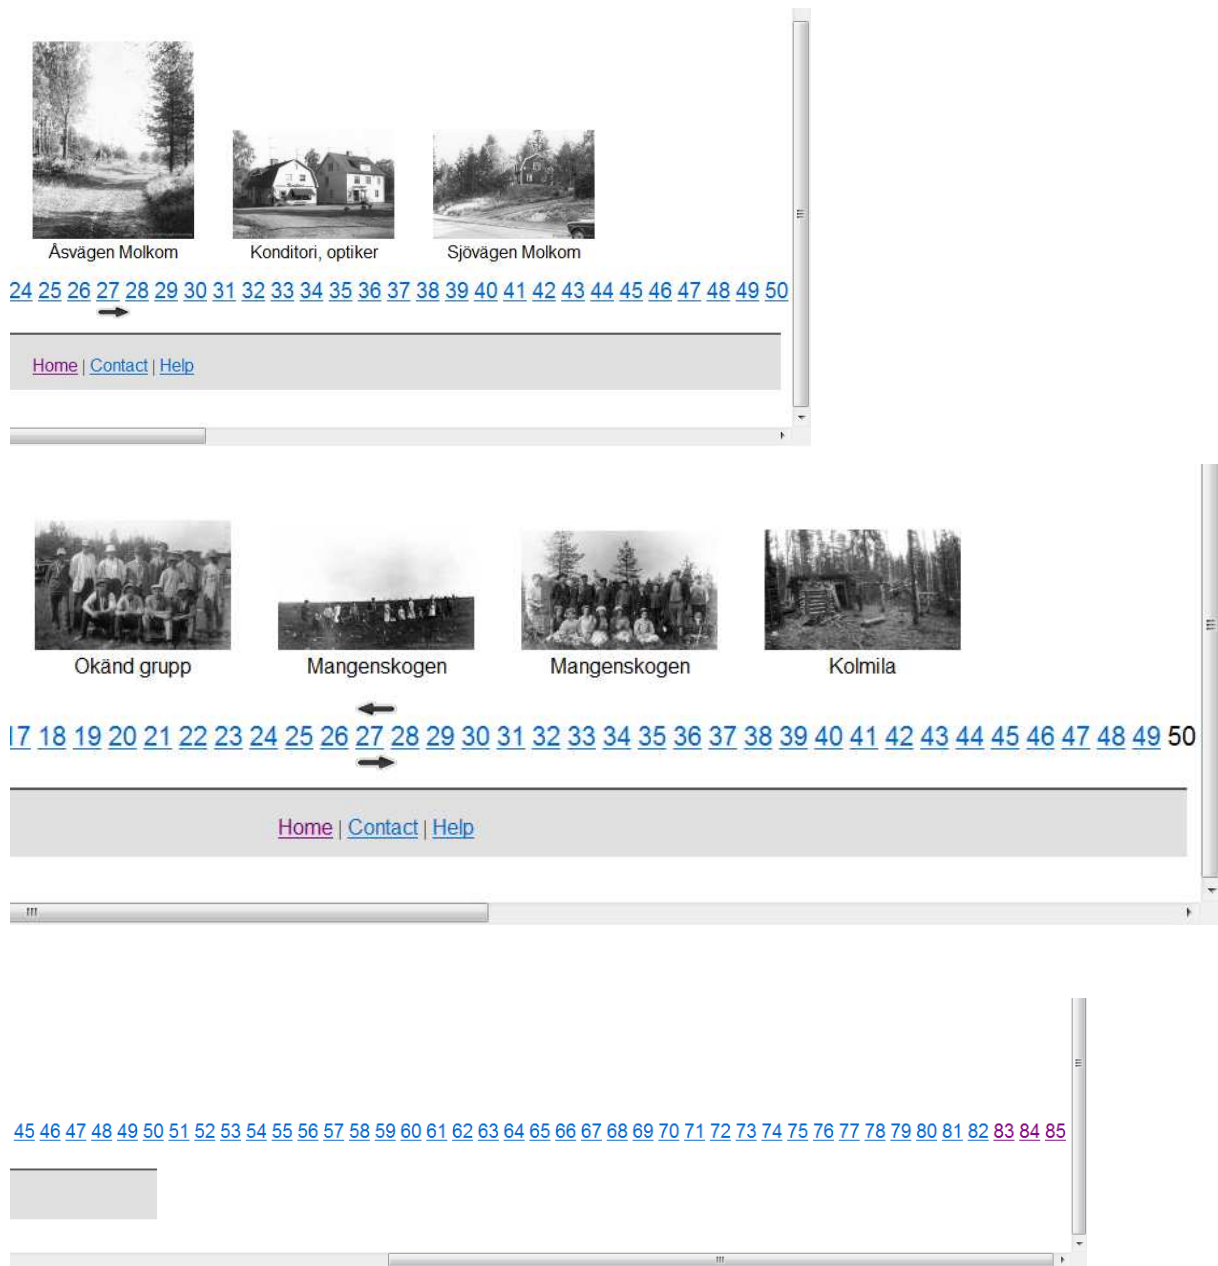 Åsvägen Molkom Konditori, optiker Sjövägen Molkom
24 25 26 27 28 29 30 31 32 33 34 35 36 37 38 39 40 41 42 43 44 45 46 47 48 49 50
Home | Contact | Help
Okänd grupp Mangenskogen Mangenskogen Kolmila
17 18 19 20 21 22 23 24 25 26 27 28 29 30 31 32 33 34 35 36 37 38 39 40 41 42 43 44 45 46 47 48 49 50
Home | Contact | Help
45 46 47 48 49 50 51 52 53 54 55 56 57 58 59 60 61 62 63 64 65 66 67 68 69 70 71 72 73 74 75 76 77 78 79 80 81 82 83 84 85